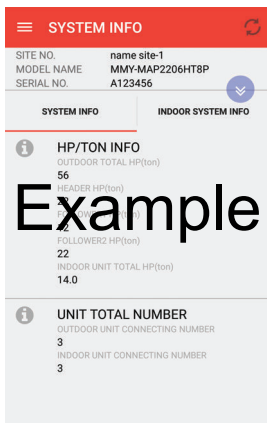 SYSTEM INFO
SITE NO. name site-1
MODEL NAME MMY-MAP2206HT8P
SERIAL NO. A123456
SYSTEM INFO INDOOR SYSTEM INFO
HP/TON INFO
OUTDOOR TOTAL HP(ton)
56
HEADER HP(ton)
Example
FOLLOWER2 HP(ton)
22
INDOOR UNIT TOTAL HP(ton)
14.0
UNIT TOTAL NUMBER
OUTDOOR UNIT CONNECTING NUMBER
3
INDOOR UNIT CONNECTING NUMBER
3